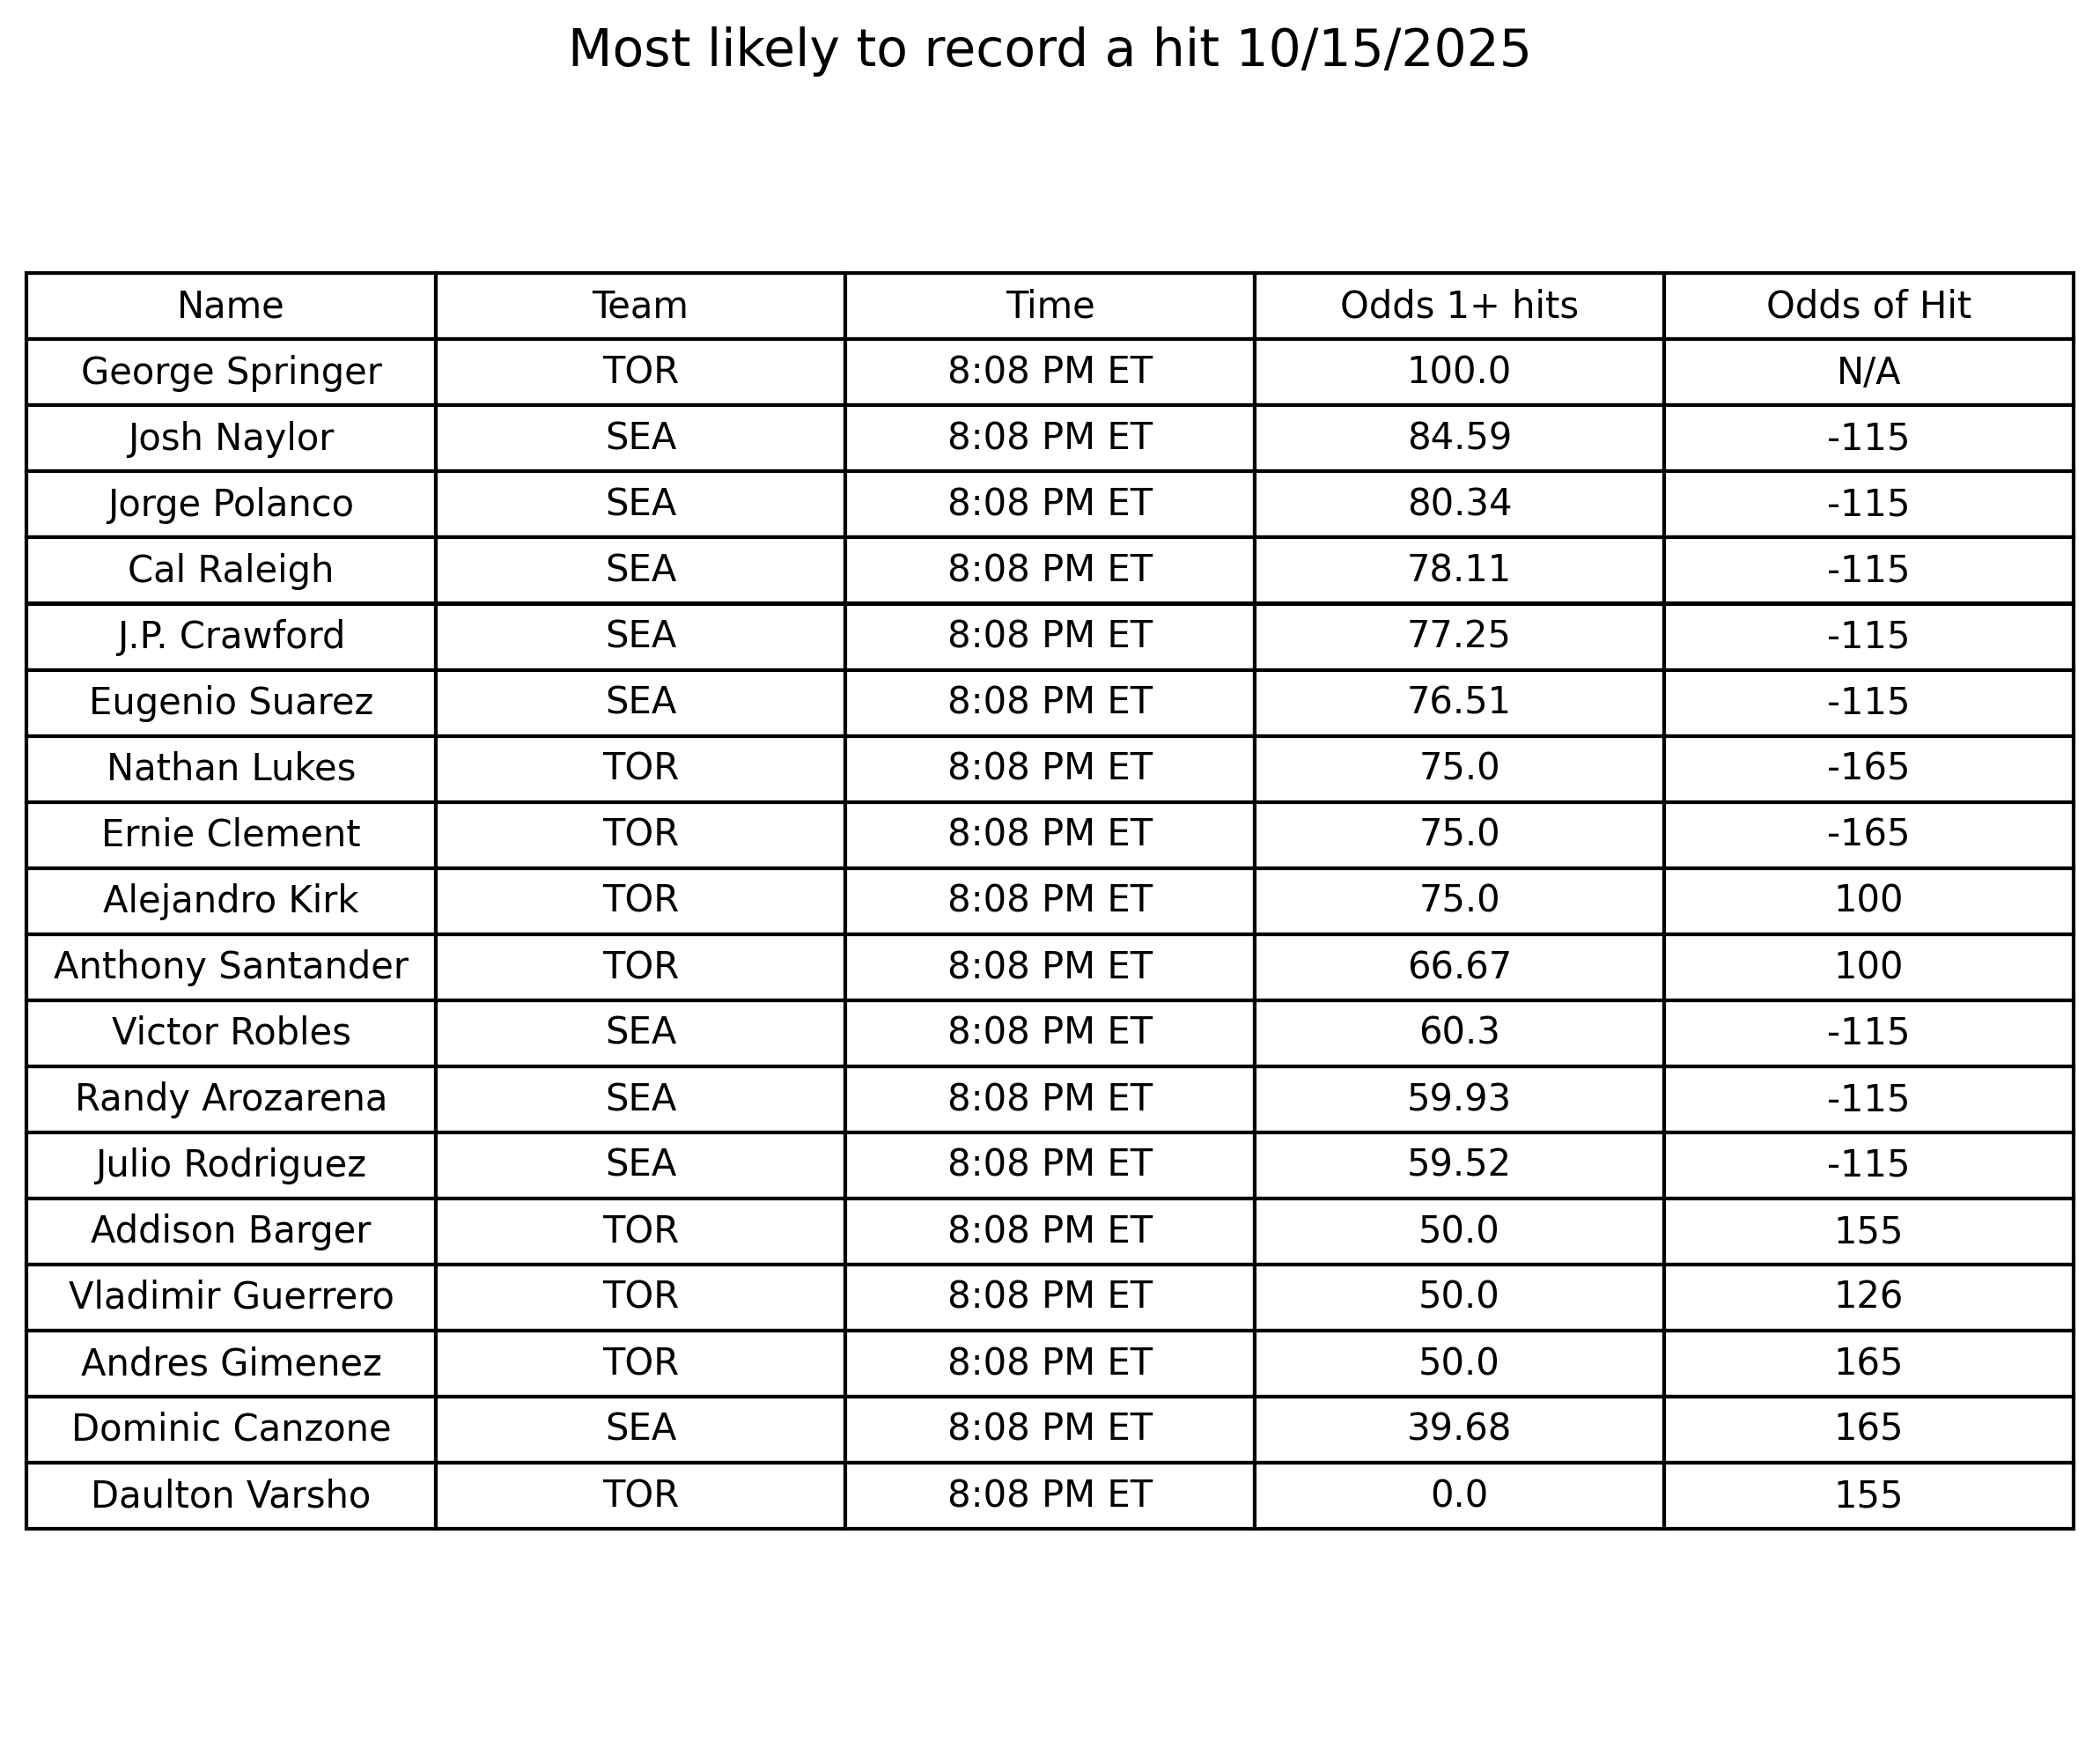 Most likely to record a hit 10/15/2025
Name Team Time Odds 1+ hits Odds of Hit
George Springer TOR 8:08 PM ET 100.0 N/A
Josh Naylor SEA 8:08 PM ET 84.59 -115
Jorge Polanco SEA 8:08 PM ET 80.34 -115
Cal Raleigh SEA 8:08 PM ET 78.11 -115
J.P. Crawford SEA 8:08 PM ET 77.25 -115
Eugenio Suarez SEA 8:08 PM ET 76.51 -115
Nathan Lukes TOR 8:08 PM ET 75.0 -165
Ernie Clement TOR 8:08 PM ET 75.0 -165
Alejandro Kirk TOR 8:08 PM ET 75.0 100
Anthony Santander TOR 8:08 PM ET 66.67 100
Victor Robles SEA 8:08 PM ET 60.3 -115
Randy Arozarena SEA 8:08 PM ET 59.93 -115
Julio Rodriguez SEA 8:08 PM ET 59.52 -115
Addison Barger TOR 8:08 PM ET 50.0 155
Vladimir Guerrero TOR 8:08 PM ET 50.0 126
Andres Gimenez TOR 8:08 PM ET 50.0 165
Dominic Canzone SEA 8:08 PM ET 39.68 165
Daulton Varsho TOR 8:08 PM ET 0.0 155